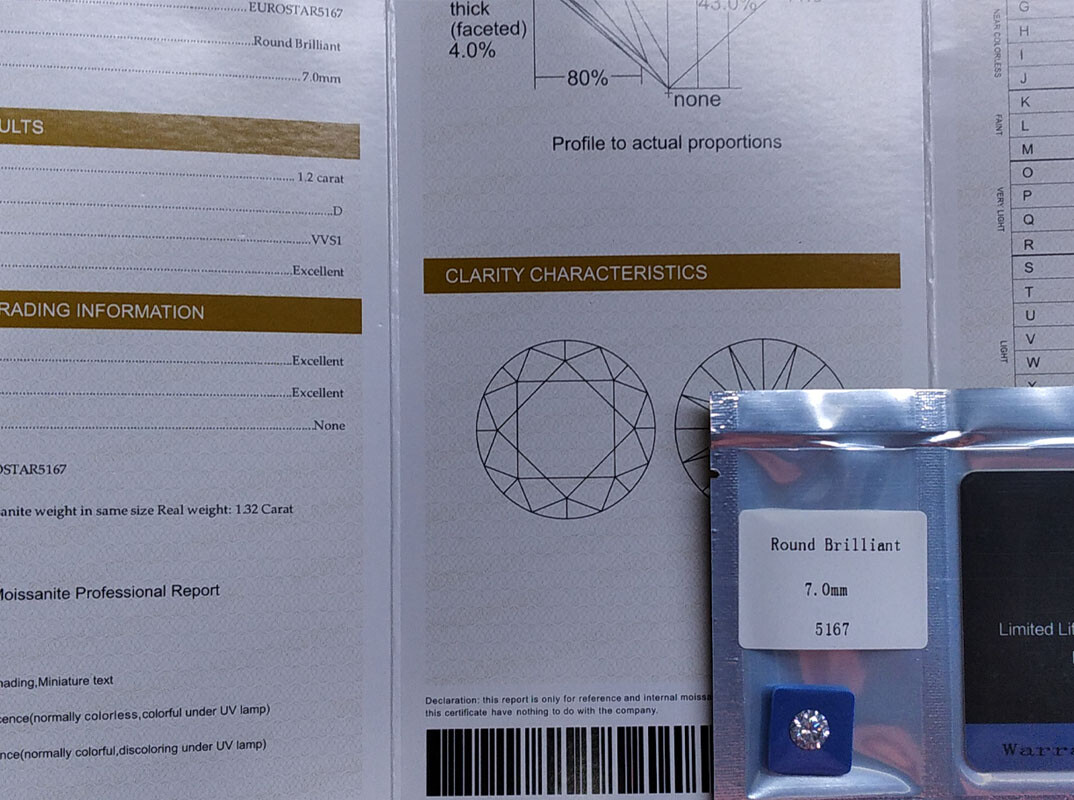 EUROSTAR5167
Round Brilliant
7.0mm
ULTS
1.2 carat
D
VVS1
Excellent
RADING INFORMATION
Excellent
Excellent
None
OSTAR5167
anite weight in same size Real weight: 1.32 Carat
Moissanite Professional Report
hading,Miniature text
cence(normally colorless,colorful under UV lamp)
nce(normally colorful,discoloring under UV lamp)
thick
(faceted)
4.0%
43.0%
80%
none
Profile to actual proportions
CLARITY CHARACTERISTICS
Declaration: this report is only for reference and internal moissa
this certificate have nothing to do with the company.
NEAR COLORLESS
FAINT
VERY LIGHT
LIGHT
G
H
I
J
K
L
M
O
P
Q
R
S
T
U
V
W
X
Round Brilliant
7.0mm
5167
Limited Lif
Warra